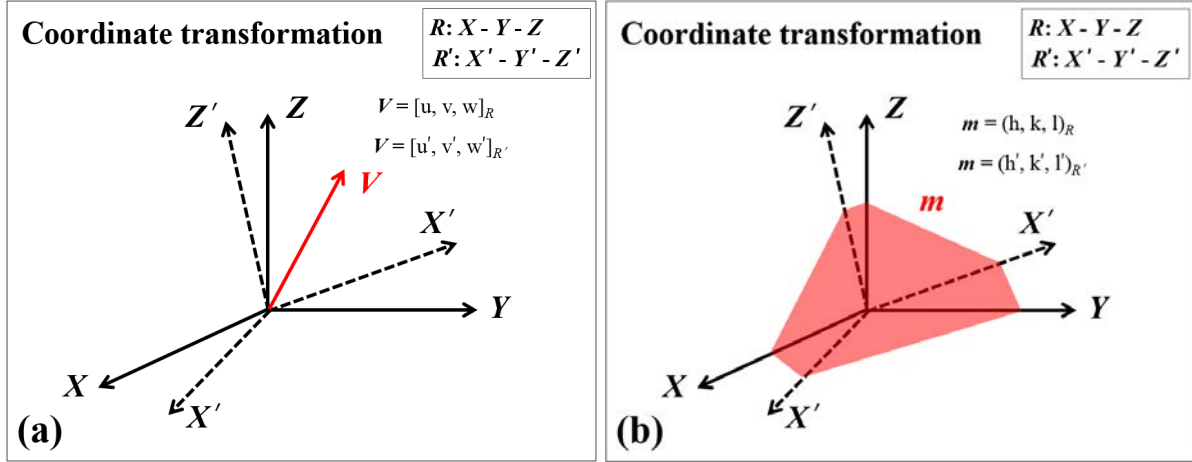 Coordinate transformation
R: X - Y - Z
R': X' - Y' - Z'
Z'
Z
V = [u, v, w]R
V = [u', v', w']R'
V
X'
Y
X
X'
(a)
Coordinate transformation
R: X - Y - Z
R': X' - Y' - Z'
Z'
Z
m = (h, k, l)R
m = (h', k', l')R'
m
X'
Y
X
X'
(b)